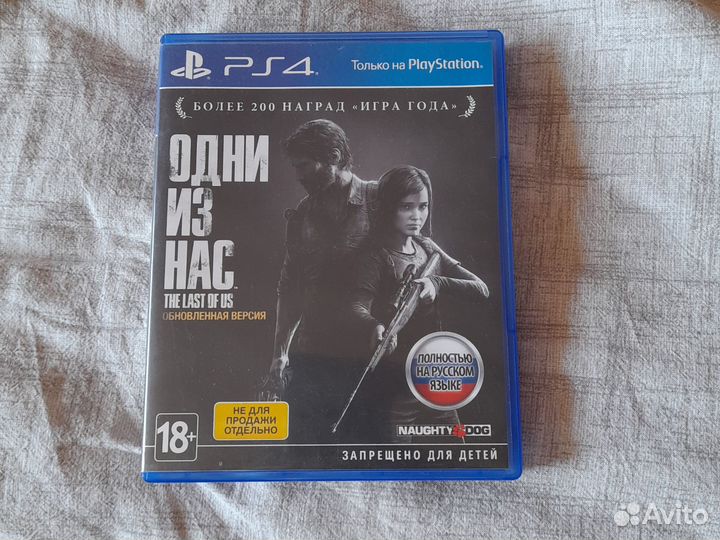 PS4
Только на PlayStation.
БОЛЕЕ 200 НАГРАД «ИГРА ГОДА»
ОДНИ
ИЗ
НАС
THE LAST OF US
ОБНОВЛЕННАЯ ВЕРСИЯ
ПОЛНОСТЬЮ
НА РУССКОМ
ЯЗЫКЕ
НЕ ДЛЯ
ПРОДАЖИ
ОТДЕЛЬНО
18+
NAUGHTY DOG
ЗАПРЕЩЕНО ДЛЯ ДЕТЕЙ
Avito